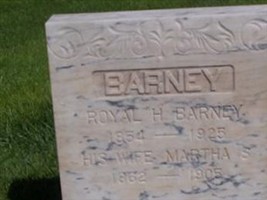 BARNEY
ROYAL H. BARNEY
1854 — 1925
HIS WIFE MARTHA S
1862 — 1905